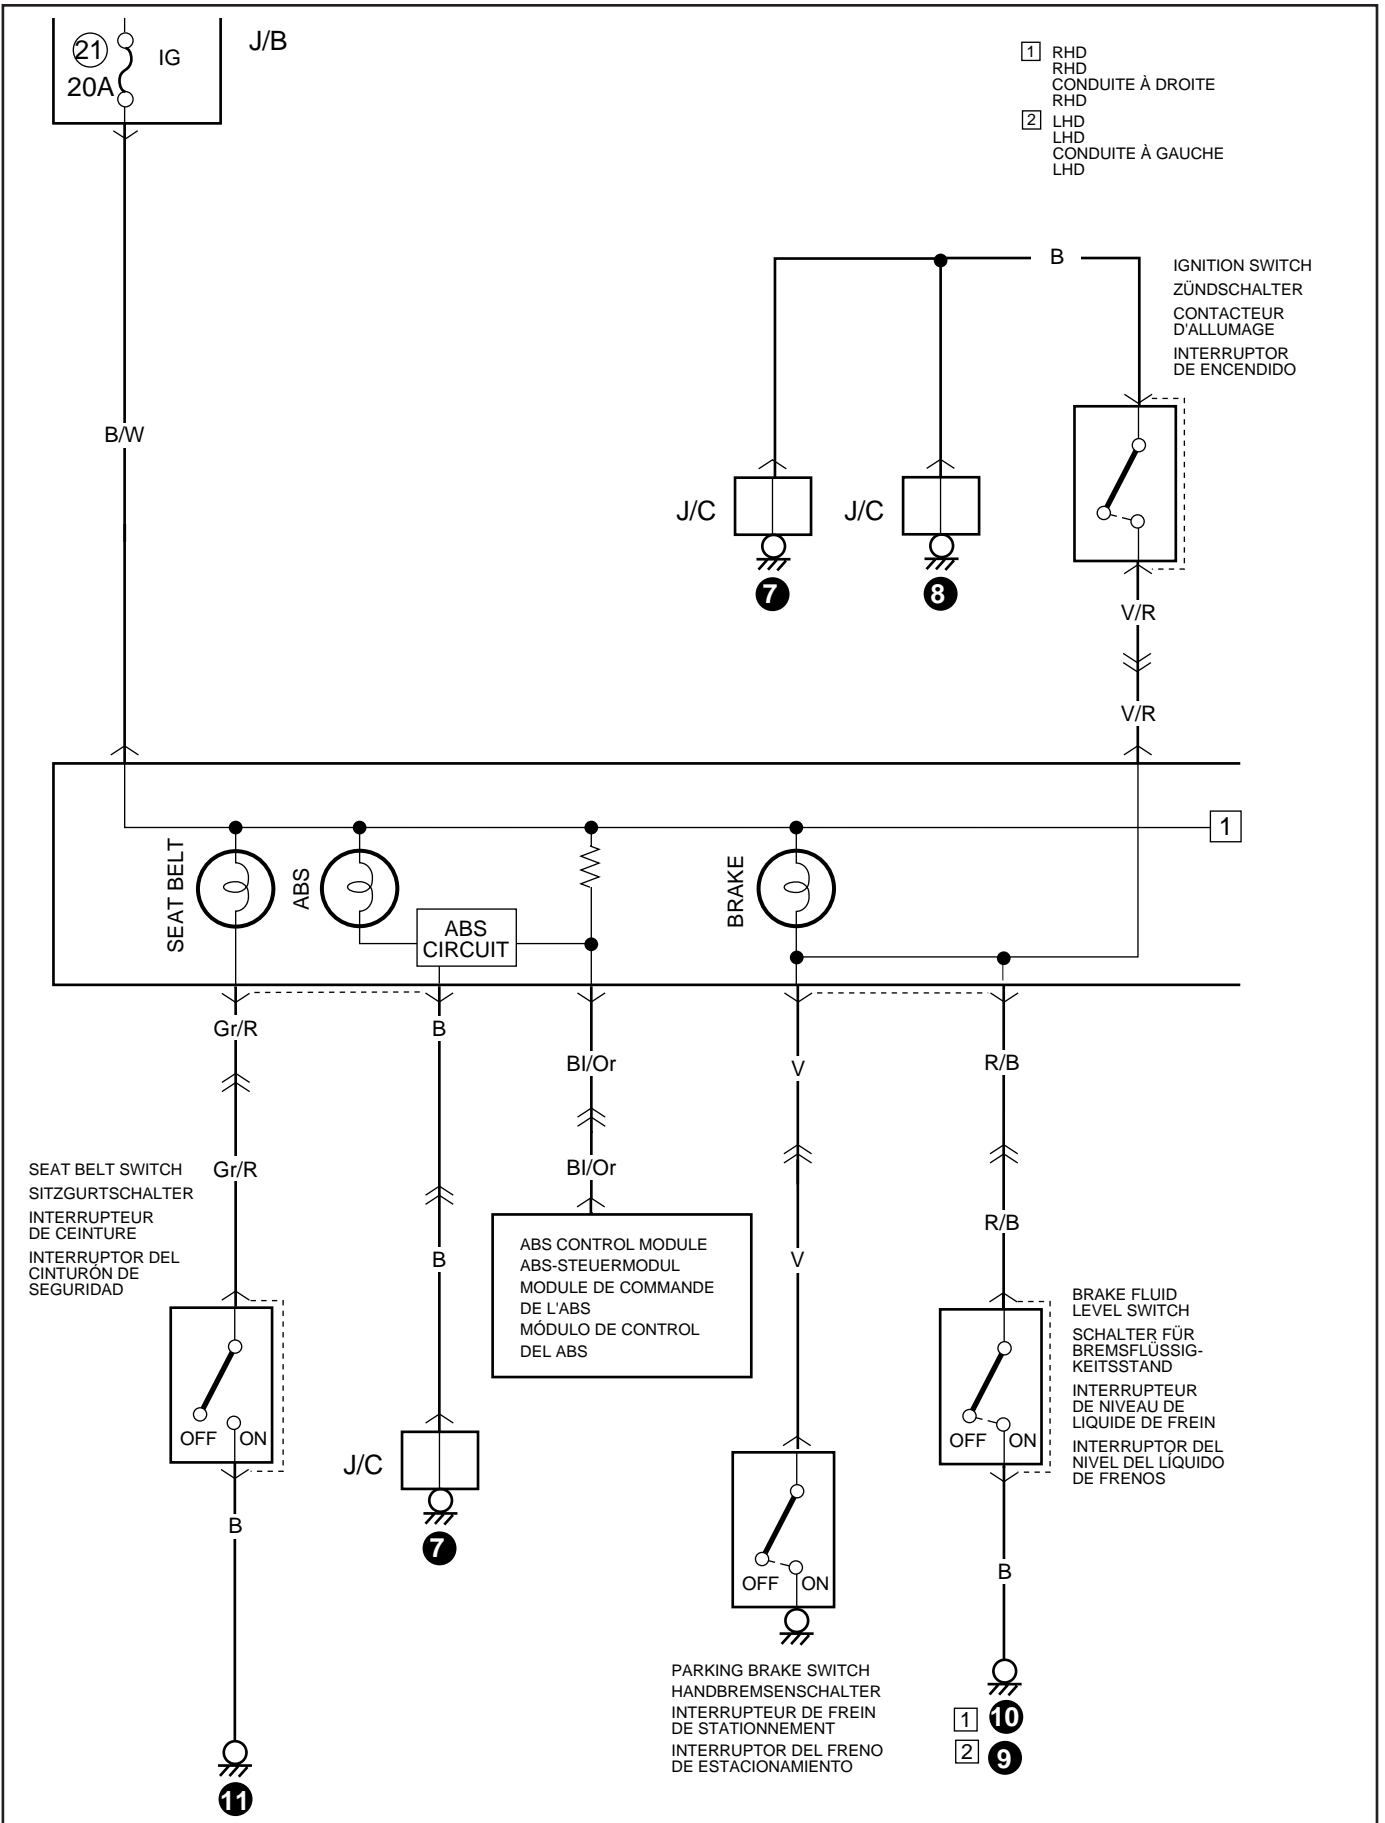 21
20A
IG
J/B
1 RHD
RHD
CONDUITE À DROITE
RHD
2 LHD
LHD
CONDUITE À GAUCHE
LHD
B
IGNITION SWITCH
ZÜNDSCHALTER
CONTACTEUR
D'ALLUMAGE
INTERRUPTOR
DE ENCENDIDO
B/W
J/C
J/C
7
8
V/R
V/R
1
SEAT BELT
ABS
ABS
CIRCUIT
BRAKE
Gr/R
B
Bl/Or
V
R/B
Gr/R
B
Bl/Or
V
R/B
SEAT BELT SWITCH
SITZGURTSCHALTER
INTERRUPTEUR
DE CEINTURE
INTERRUPTOR DEL
CINTURÓN DE
SEGURIDAD
ABS CONTROL MODULE
ABS-STEUERMODUL
MODULE DE COMMANDE
DE L'ABS
MÓDULO DE CONTROL
DEL ABS
BRAKE FLUID
LEVEL SWITCH
SCHALTER FÜR
BREMSFLÜSSIG-
KEITSSTAND
INTERRUPTEUR
DE NIVEAU DE
LIQUIDE DE FREIN
INTERRUPTOR DEL
NIVEL DEL LÍQUIDO
DE FRENOS
OFF ON
J/C
7
OFF ON
OFF ON
B
B
PARKING BRAKE SWITCH
HANDBREMSENSCHALTER
INTERRUPTEUR DE FREIN
DE STATIONNEMENT
INTERRUPTOR DEL FRENO
DE ESTACIONAMIENTO
1 10
2 9
11